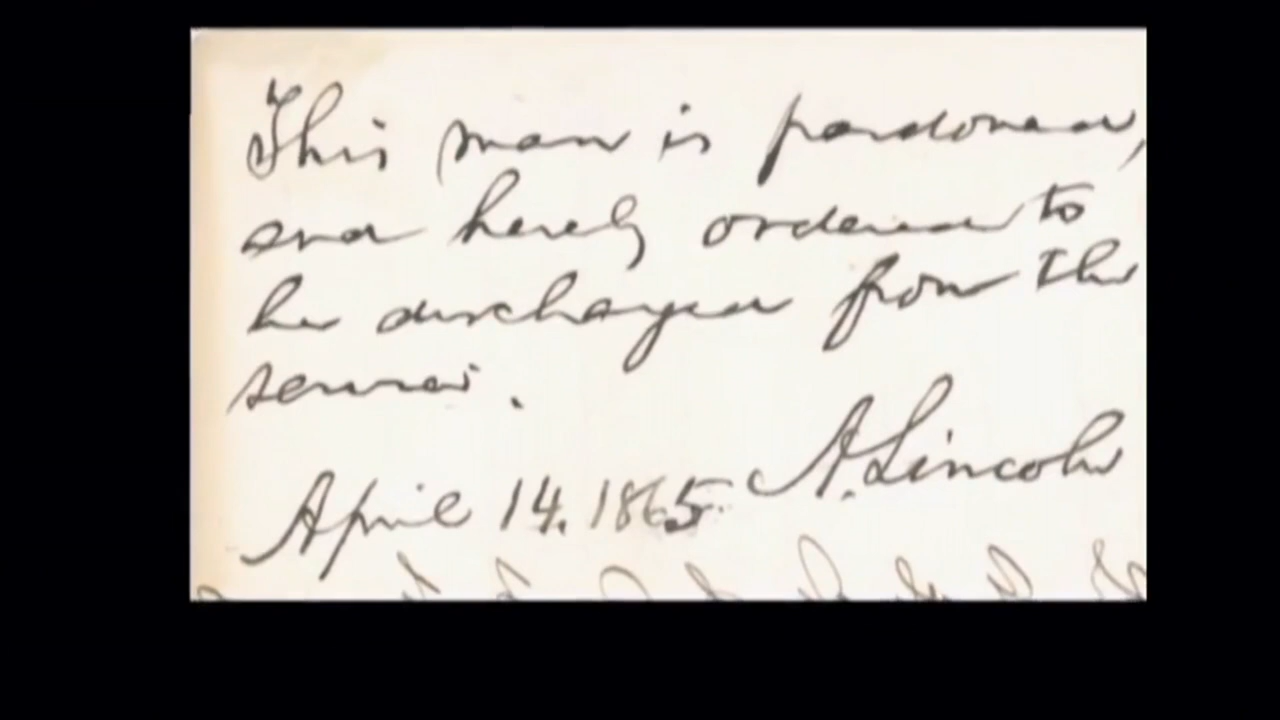 This man is pardoned,
and hereby ordered to
be discharged from the
service.
A. Lincoln
April 14. 1865.